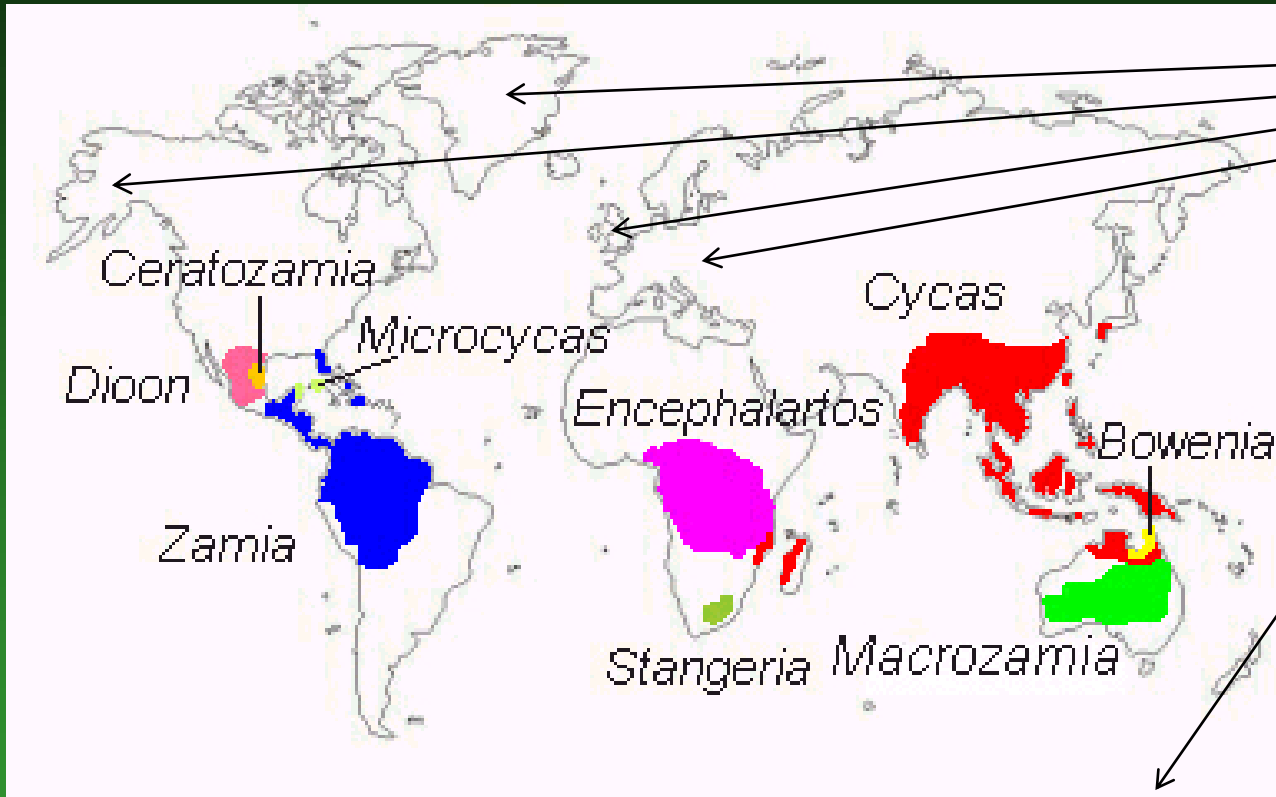 Ceratozamia
Cycas
Microcycas
Dioon
Encephalartos
Bowenia
Zamia
Stangeria
Macrozamia